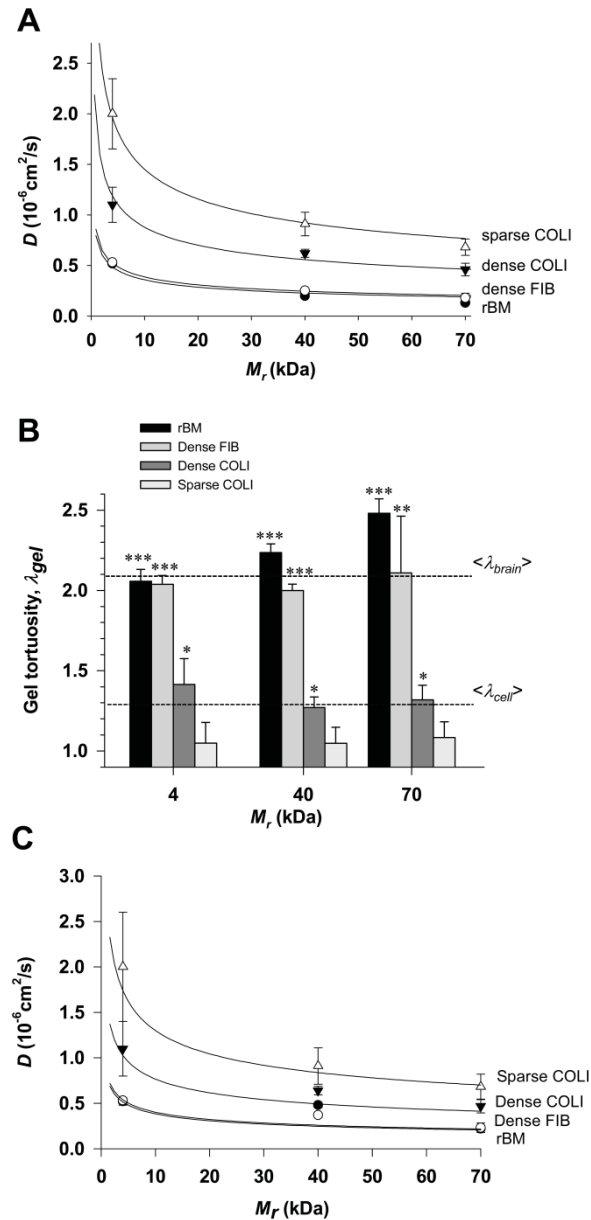 A
D (10⁻⁶cm²/s)
2.5
2.0
1.5
1.0
0.5
0.0
sparse COLI
dense COLI
dense FIB
rBM
0 10 20 30 40 50 60 70
Mᵣ (kDa)
B
rBM
Dense FIB
Dense COLI
Sparse COLI
Gel tortuosity, λgel
2.5
2.0
1.5
1.0
*** *** *
*** *** *
*** ** *
<λbrain>
<λcell>
4 40 70
Mᵣ (kDa)
C
D (10⁻⁶cm²/s)
3.0
2.5
2.0
1.5
1.0
0.5
0.0
Sparse COLI
Dense COLI
Dense FIB
rBM
0 10 20 30 40 50 60 70
Mr (kDa)